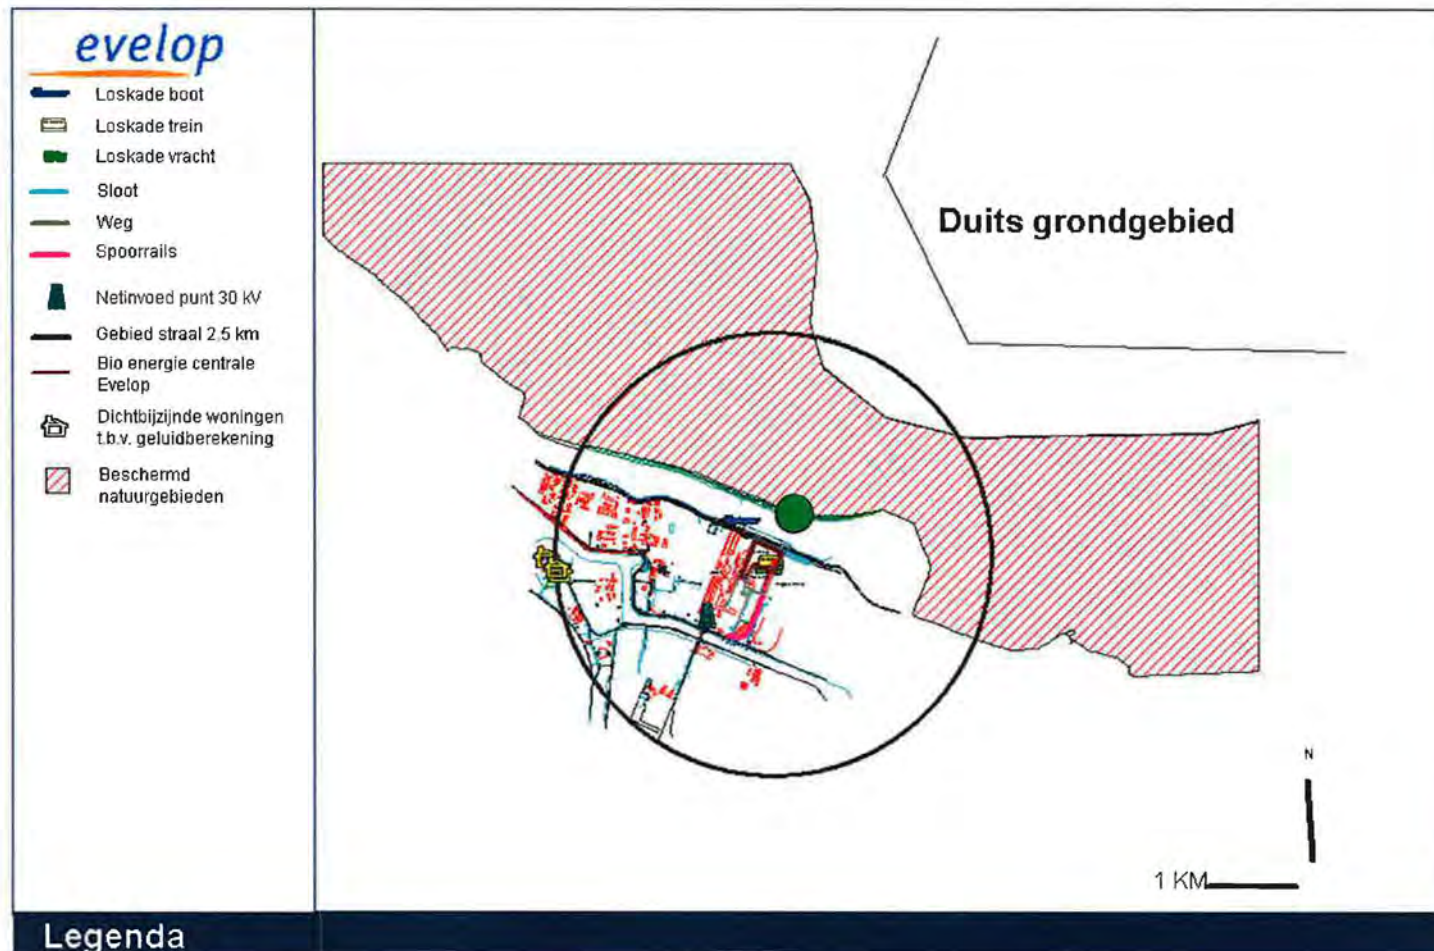 evelop
Loskade boot
Loskade trein
Loskade vracht
Sloot
Weg
Spoorrails
Netinvoed punt 30 kV
Gebied straal 2,5 km
Bio energie centrale
Evelop
Dichtbijzijnde woningen
t.b.v. geluidberekening
Beschermd
natuurgebieden
Duits grondgebied
N
1 KM
Legenda